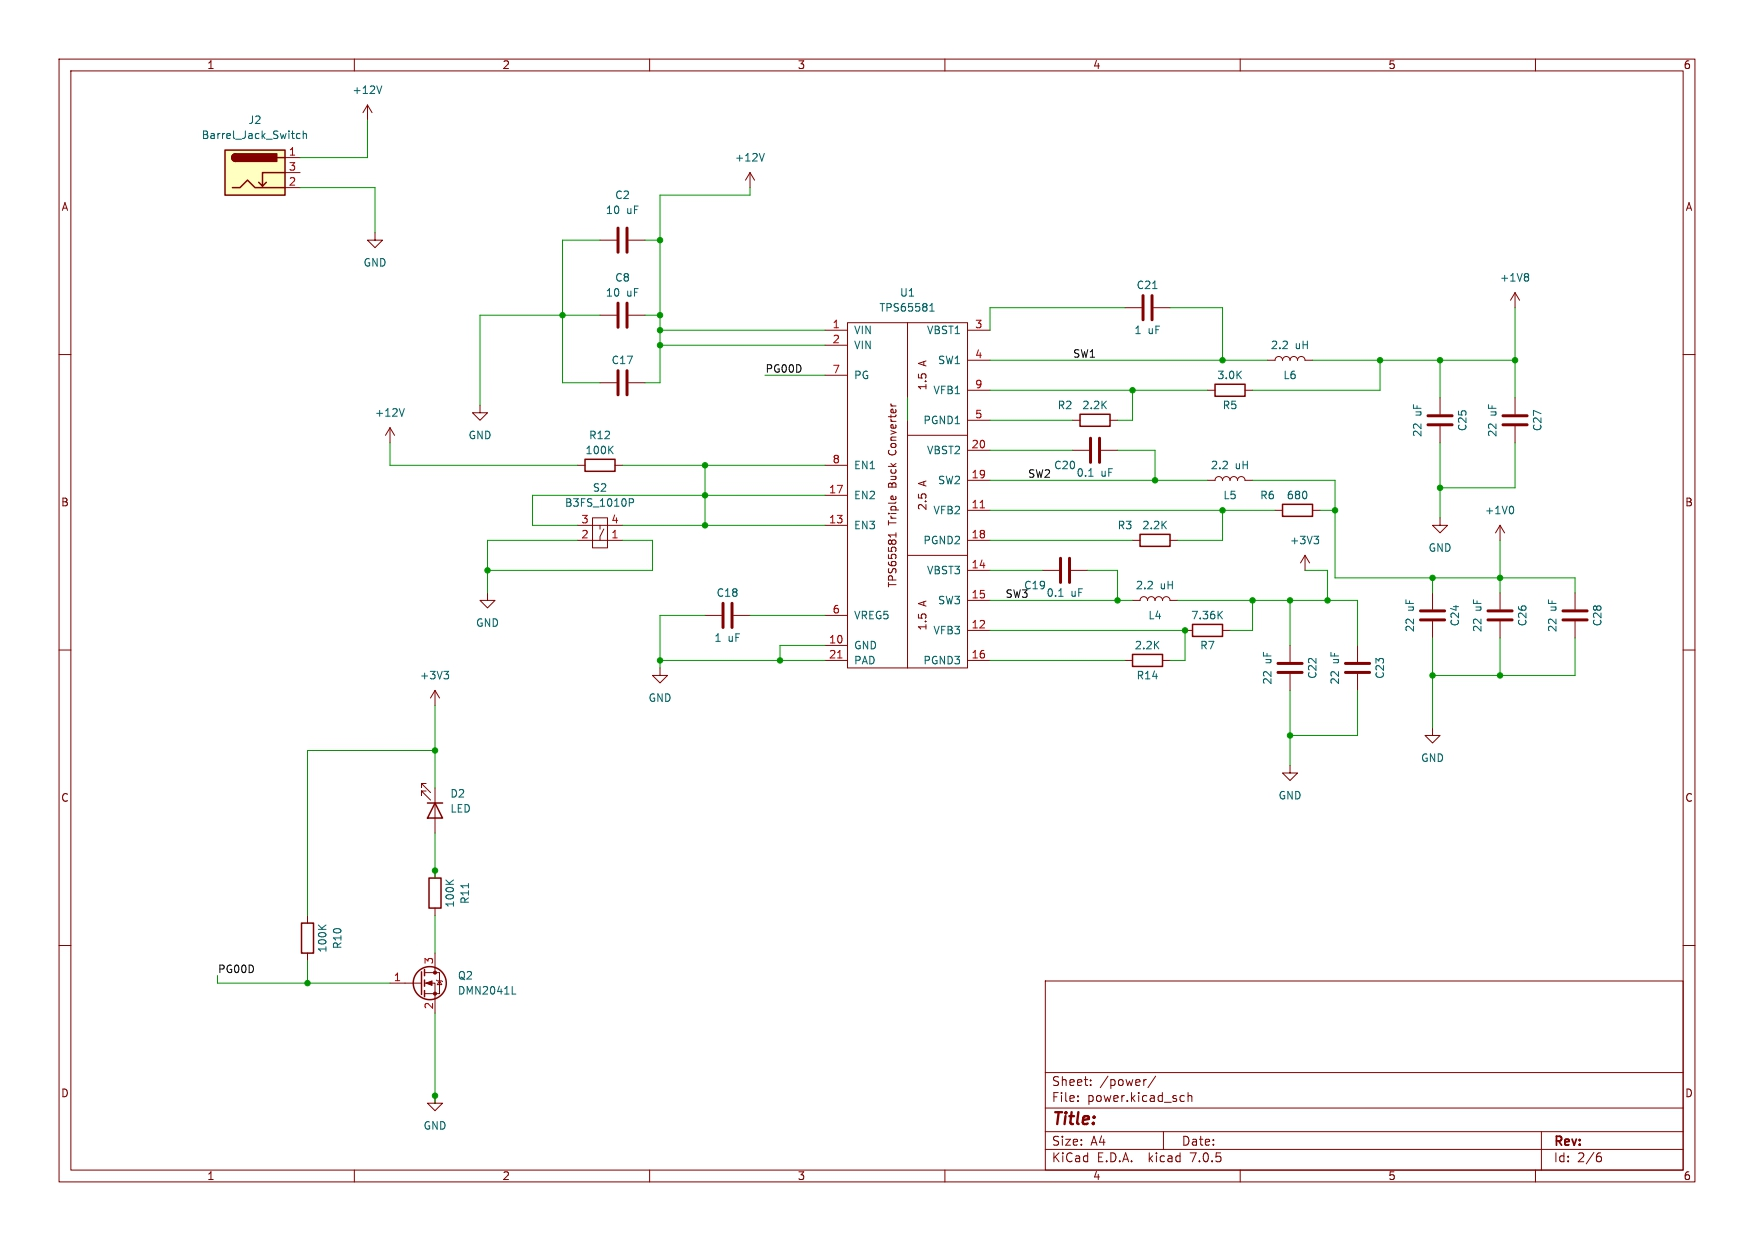 1 2 3 4 5 6
+12V
J2
Barrel_Jack_Switch
1
3
2
GND
A A
+12V
C2
10 uF
C8
10 uF
C17
GND
+12V
R12
100K
S2
B3FS_1010P
3 4
2 1
GND
C18
1 uF
GND
PGOOD
U1
TPS65581
TPS65581 Triple Buck Converter
1 VIN
2 VIN
7 PG
8 EN1
17 EN2
13 EN3
6 VREG5
10 GND
21 PAD
1.5 A
VBST1 3
SW1 4
VFB1 9
PGND1 5
2.5 A
VBST2 20
SW2 19
VFB2 11
PGND2 18
1.5 A
VBST3 14
SW3 15
VFB3 12
PGND3 16
C21
1 uF
SW1
2.2 uH
L6
3.0K
R5
R2 2.2K
C20 0.1 uF
SW2
2.2 uH
L5
R6 680
R3 2.2K
C19 0.1 uF
SW3
2.2 uH
L4
7.36K
R7
2.2K
R14
+1V8
22 uF C25
22 uF C27
GND
+1V0
+3V3
22 uF C24
22 uF C26
22 uF C28
GND
22 uF C22
22 uF C23
GND
B B
+3V3
D2
LED
100K R11
100K R10
PGOOD
1
3
2
Q2
DMN2041L
GND
C C
D D
Sheet: /power/
File: power.kicad_sch
Title:
Size: A4 Date: Rev:
KiCad E.D.A. kicad 7.0.5 Id: 2/6
1 2 3 4 5 6